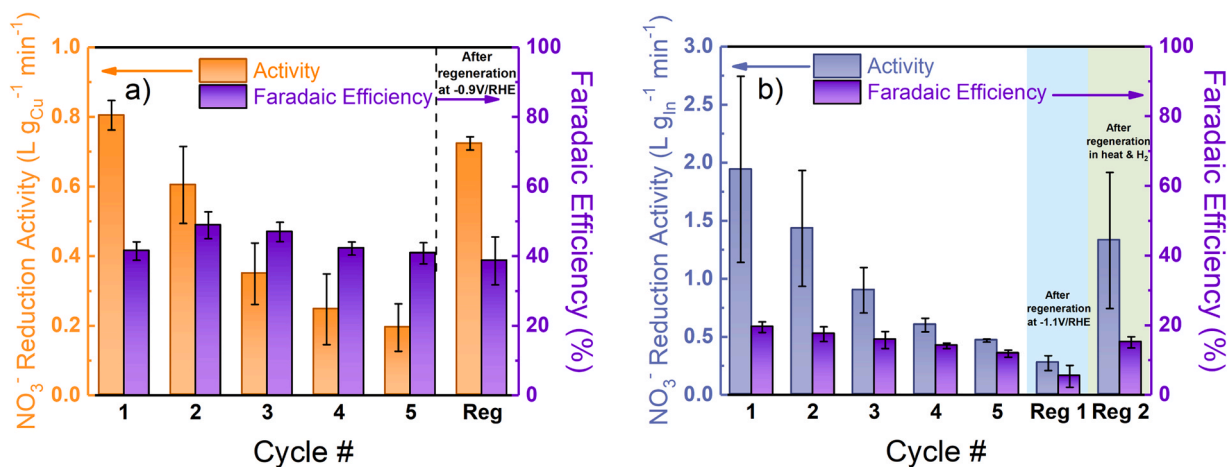 NO₃⁻ Reduction Activity (L g_Cu⁻¹ min⁻¹)
1.0
0.8
0.6
0.4
0.2
0.0
a)
Activity
Faradaic Efficiency
After
regeneration
at -0.9V/RHE
100
80
60
40
20
0
Faradaic Efficiency (%)
1 2 3 4 5 Reg
Cycle #
NO₃⁻ Reduction Activity (L g_In⁻¹ min⁻¹)
3.0
2.5
2.0
1.5
1.0
0.5
0.0
b)
Activity
Faradaic Efficiency
After
regeneration
at -1.1V/RHE
After
regeneration
in heat & H₂
100
80
60
40
20
0
Faradaic Efficiency (%)
1 2 3 4 5 Reg 1 Reg 2
Cycle #